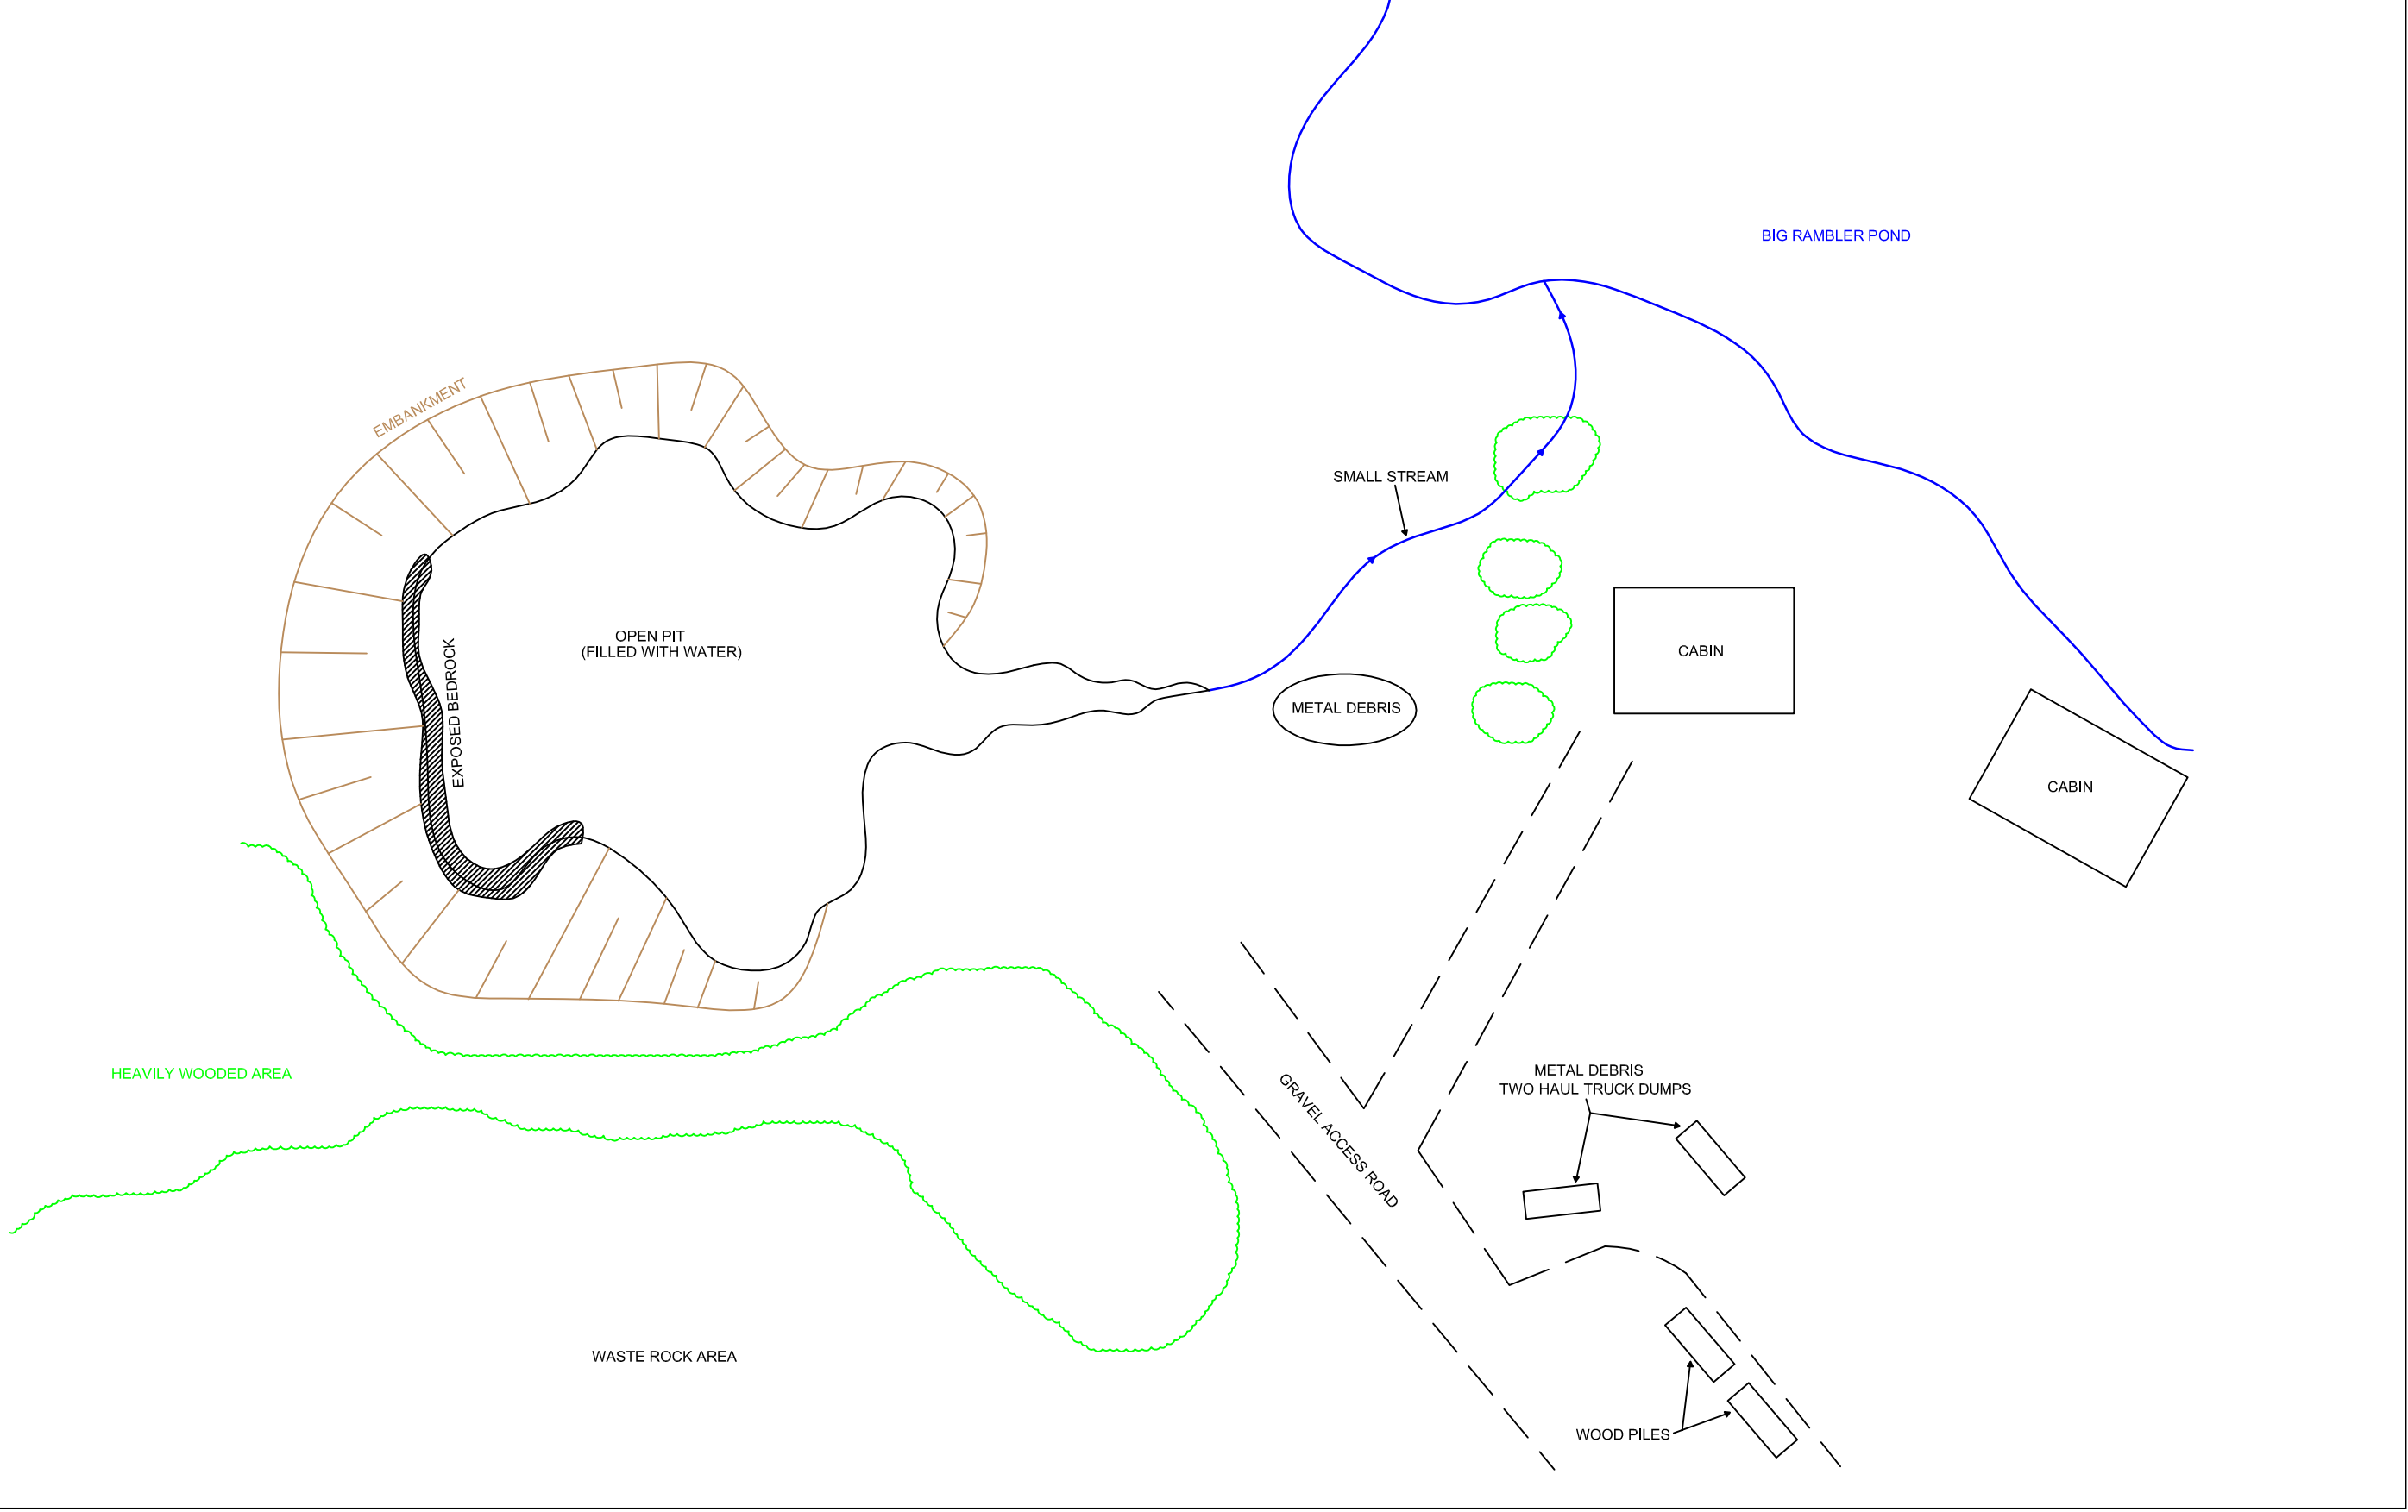 BIG RAMBLER POND
EMBANKMENT
SMALL STREAM
OPEN PIT
(FILLED WITH WATER)
EXPOSED BEDROCK
CABIN
METAL DEBRIS
CABIN
HEAVILY WOODED AREA
GRAVEL ACCESS ROAD
METAL DEBRIS
TWO HAUL TRUCK DUMPS
WASTE ROCK AREA
WOOD PILES